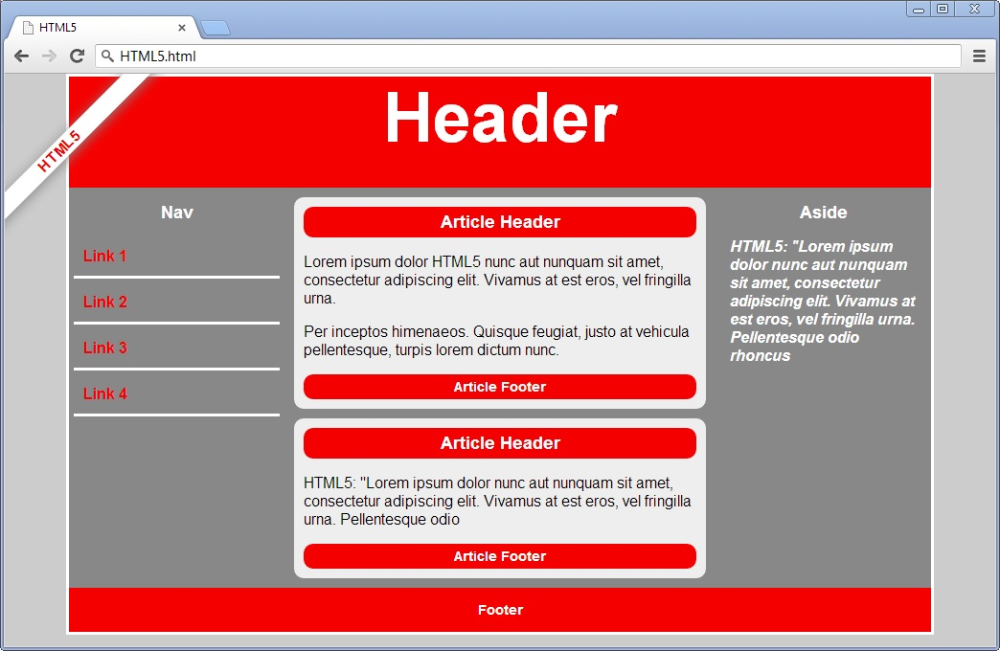 HTML5
HTML5.html
HTML5
Header
Nav
Link 1
Link 2
Link 3
Link 4
Article Header
Lorem ipsum dolor HTML5 nunc aut nunquam sit amet,
consectetur adipiscing elit. Vivamus at est eros, vel fringilla
urna.
Per inceptos himenaeos. Quisque feugiat, justo at vehicula
pellentesque, turpis lorem dictum nunc.
Article Footer
Article Header
HTML5: "Lorem ipsum dolor nunc aut nunquam sit amet,
consectetur adipiscing elit. Vivamus at est eros, vel fringilla
urna. Pellentesque odio
Article Footer
Aside
HTML5: "Lorem ipsum
dolor nunc aut nunquam
sit amet, consectetur
adipiscing elit. Vivamus at
est eros, vel fringilla urna.
Pellentesque odio
rhoncus
Footer